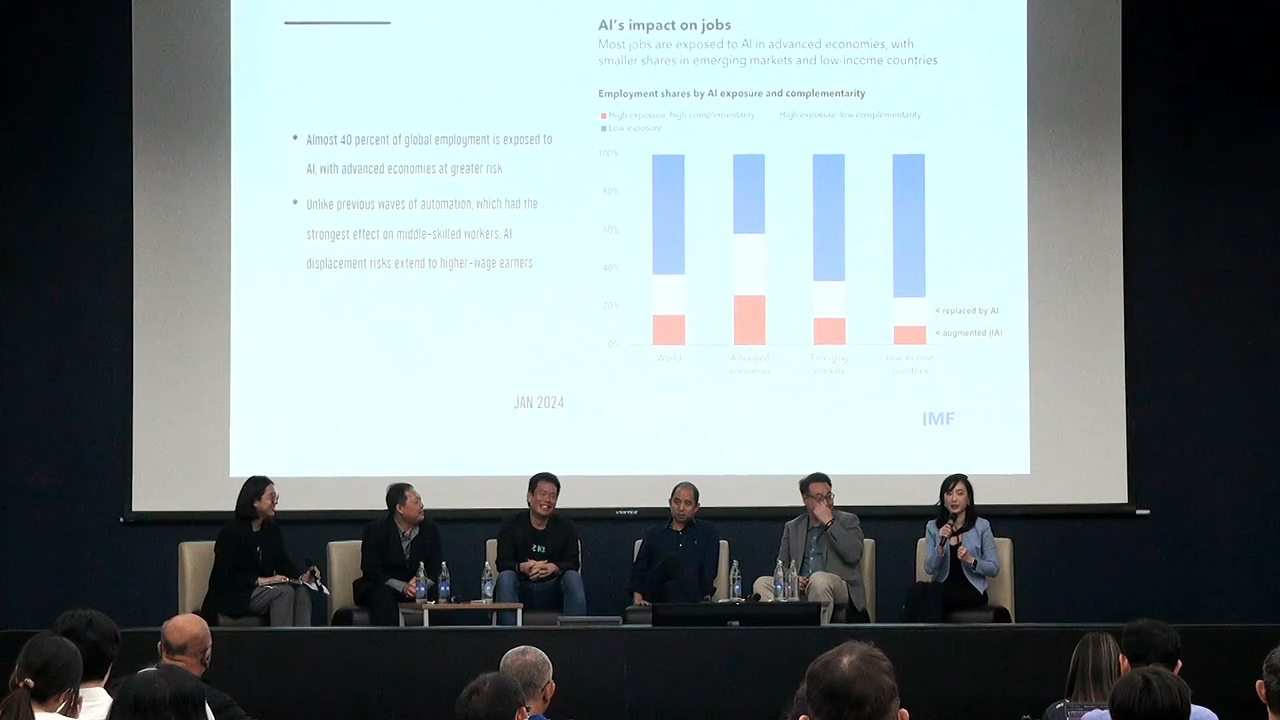 AI's impact on jobs
Most jobs are exposed to AI in advanced economies, with
smaller shares in emerging markets and low-income countries
Employment shares by AI exposure and complementarity
High exposure, high complementarity
High exposure, low complementarity
Low exposure
• Almost 40 percent of global employment is exposed to
AI, with advanced economies at greater risk
• Unlike previous waves of automation, which had the
strongest effect on middle-skilled workers, AI
displacement risks extend to higher-wage earners
100%
80%
60%
40%
20%
0%
< replaced by AI
< augmented (IA)
World
Advanced
economies
Emerging
markets
Low-income
countries
JAN 2024
IMF